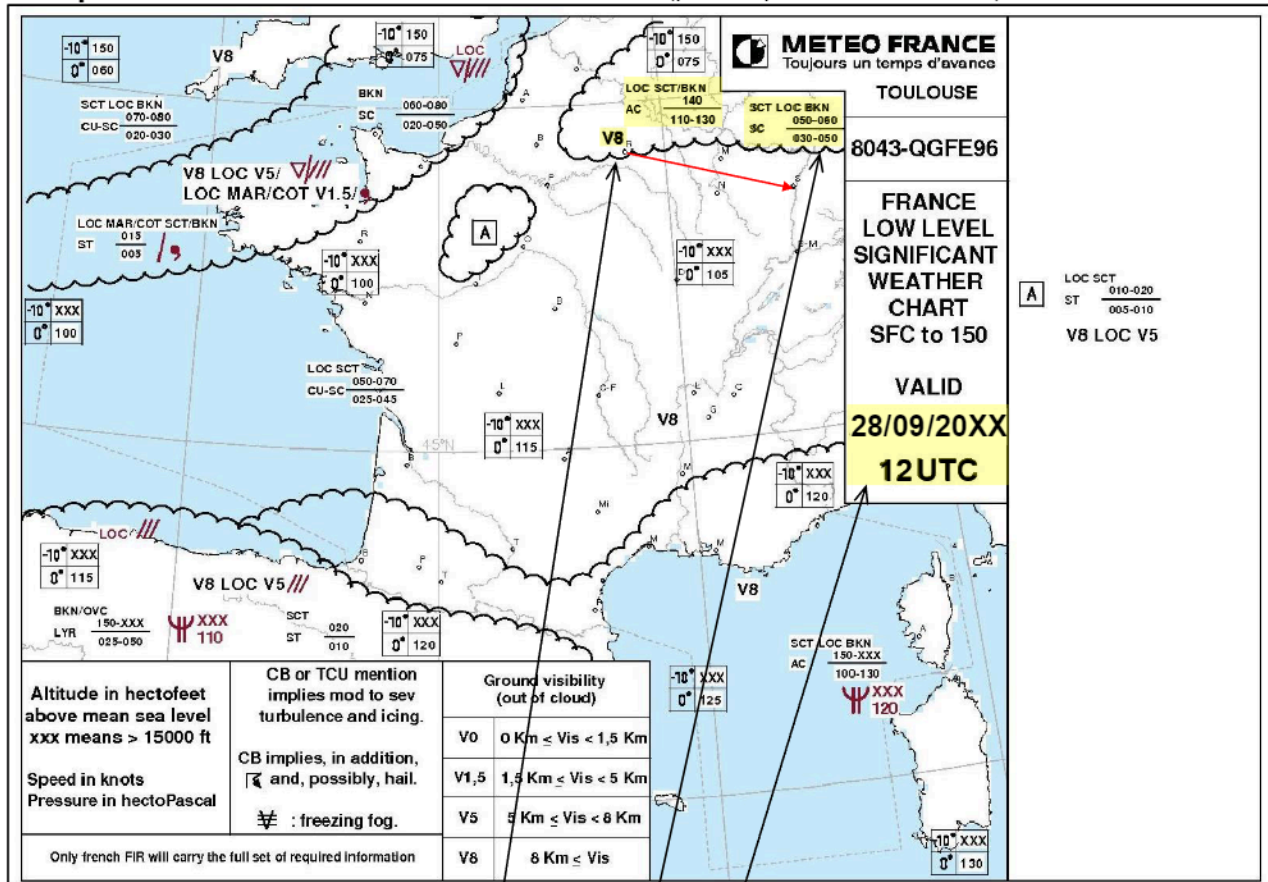 -10° 150
0° 060
V8
-10° 150
0° 075
LOC
-10° 150
0° 075
METEO FRANCE
Toujours un temps d'avance
TOULOUSE
8043-QGFE96
FRANCE
LOW LEVEL
SIGNIFICANT
WEATHER
CHART
SFC to 150
VALID
28/09/20XX
12UTC
SCT LOC BKN
CU-SC 070-080
020-030
BKN
SC 060-080
020-050
LOC SCT/BKN
AC 140
110-130
SCT LOC BKN
SC 050-060
030-050
V8
V8 LOC V5/
LOC MAR/COT V1.5/
LOC MAR/COT SCT/BKN
ST 015
005
A
-10° XXX
0° 100
-10° XXX
0° 105
-10° XXX
0° 100
A
LOC SCT
ST 010-020
005-010
V8 LOC V5
LOC SCT
CU-SC 050-070
025-045
V8
-10° XXX
0° 115
45°N
-10° XXX
0° 120
LOC
-10° XXX
0° 115
V8 LOC V5
V8
BKN/OVC
LYR 150-XXX
025-050
XXX
110
SCT
ST 020
010
-10° XXX
0° 120
SCT LOC BKN
AC 150-XXX
100-130
XXX
120
-10° XXX
0° 125
-10° XXX
0° 130
Altitude in hectofeet
above mean sea level
xxx means > 15000 ft
Speed in knots
Pressure in hectoPascal
CB or TCU mention
implies mod to sev
turbulence and icing.
CB implies, in addition,
and, possibly, hail.
: freezing fog.
Only french FIR will carry the full set of required information
Ground visibility
(out of cloud)
V0 0 Km ≤ Vis < 1,5 Km
V1,5 1,5 Km ≤ Vis < 5 Km
V5 5 Km ≤ Vis < 8 Km
V8 8 Km ≤ Vis